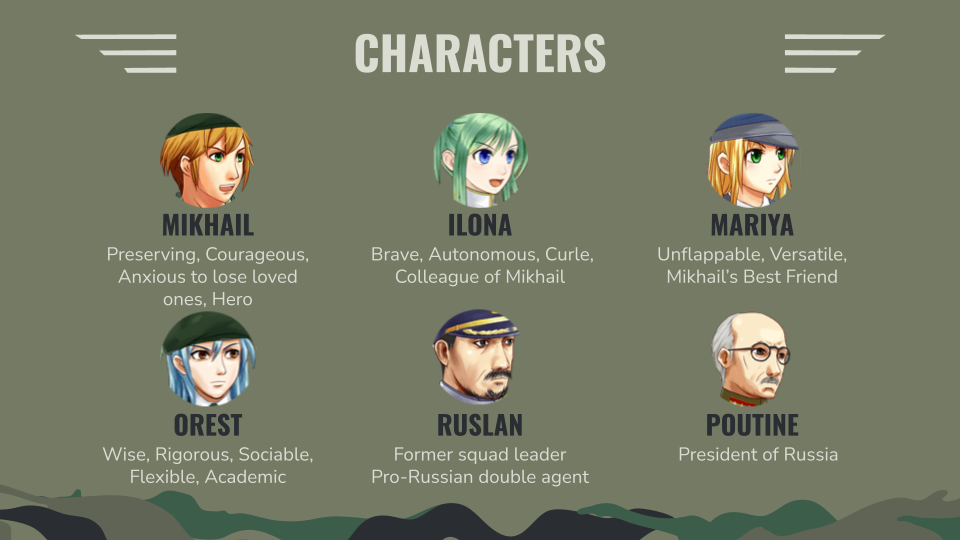 CHARACTERS
MIKHAIL
Preserving, Courageous,
Anxious to lose loved
ones, Hero
ILONA
Brave, Autonomous, Curle,
Colleague of Mikhail
MARIYA
Unflappable, Versatile,
Mikhail's Best Friend
OREST
Wise, Rigorous, Sociable,
Flexible, Academic
RUSLAN
Former squad leader
Pro-Russian double agent
POUTINE
President of Russia